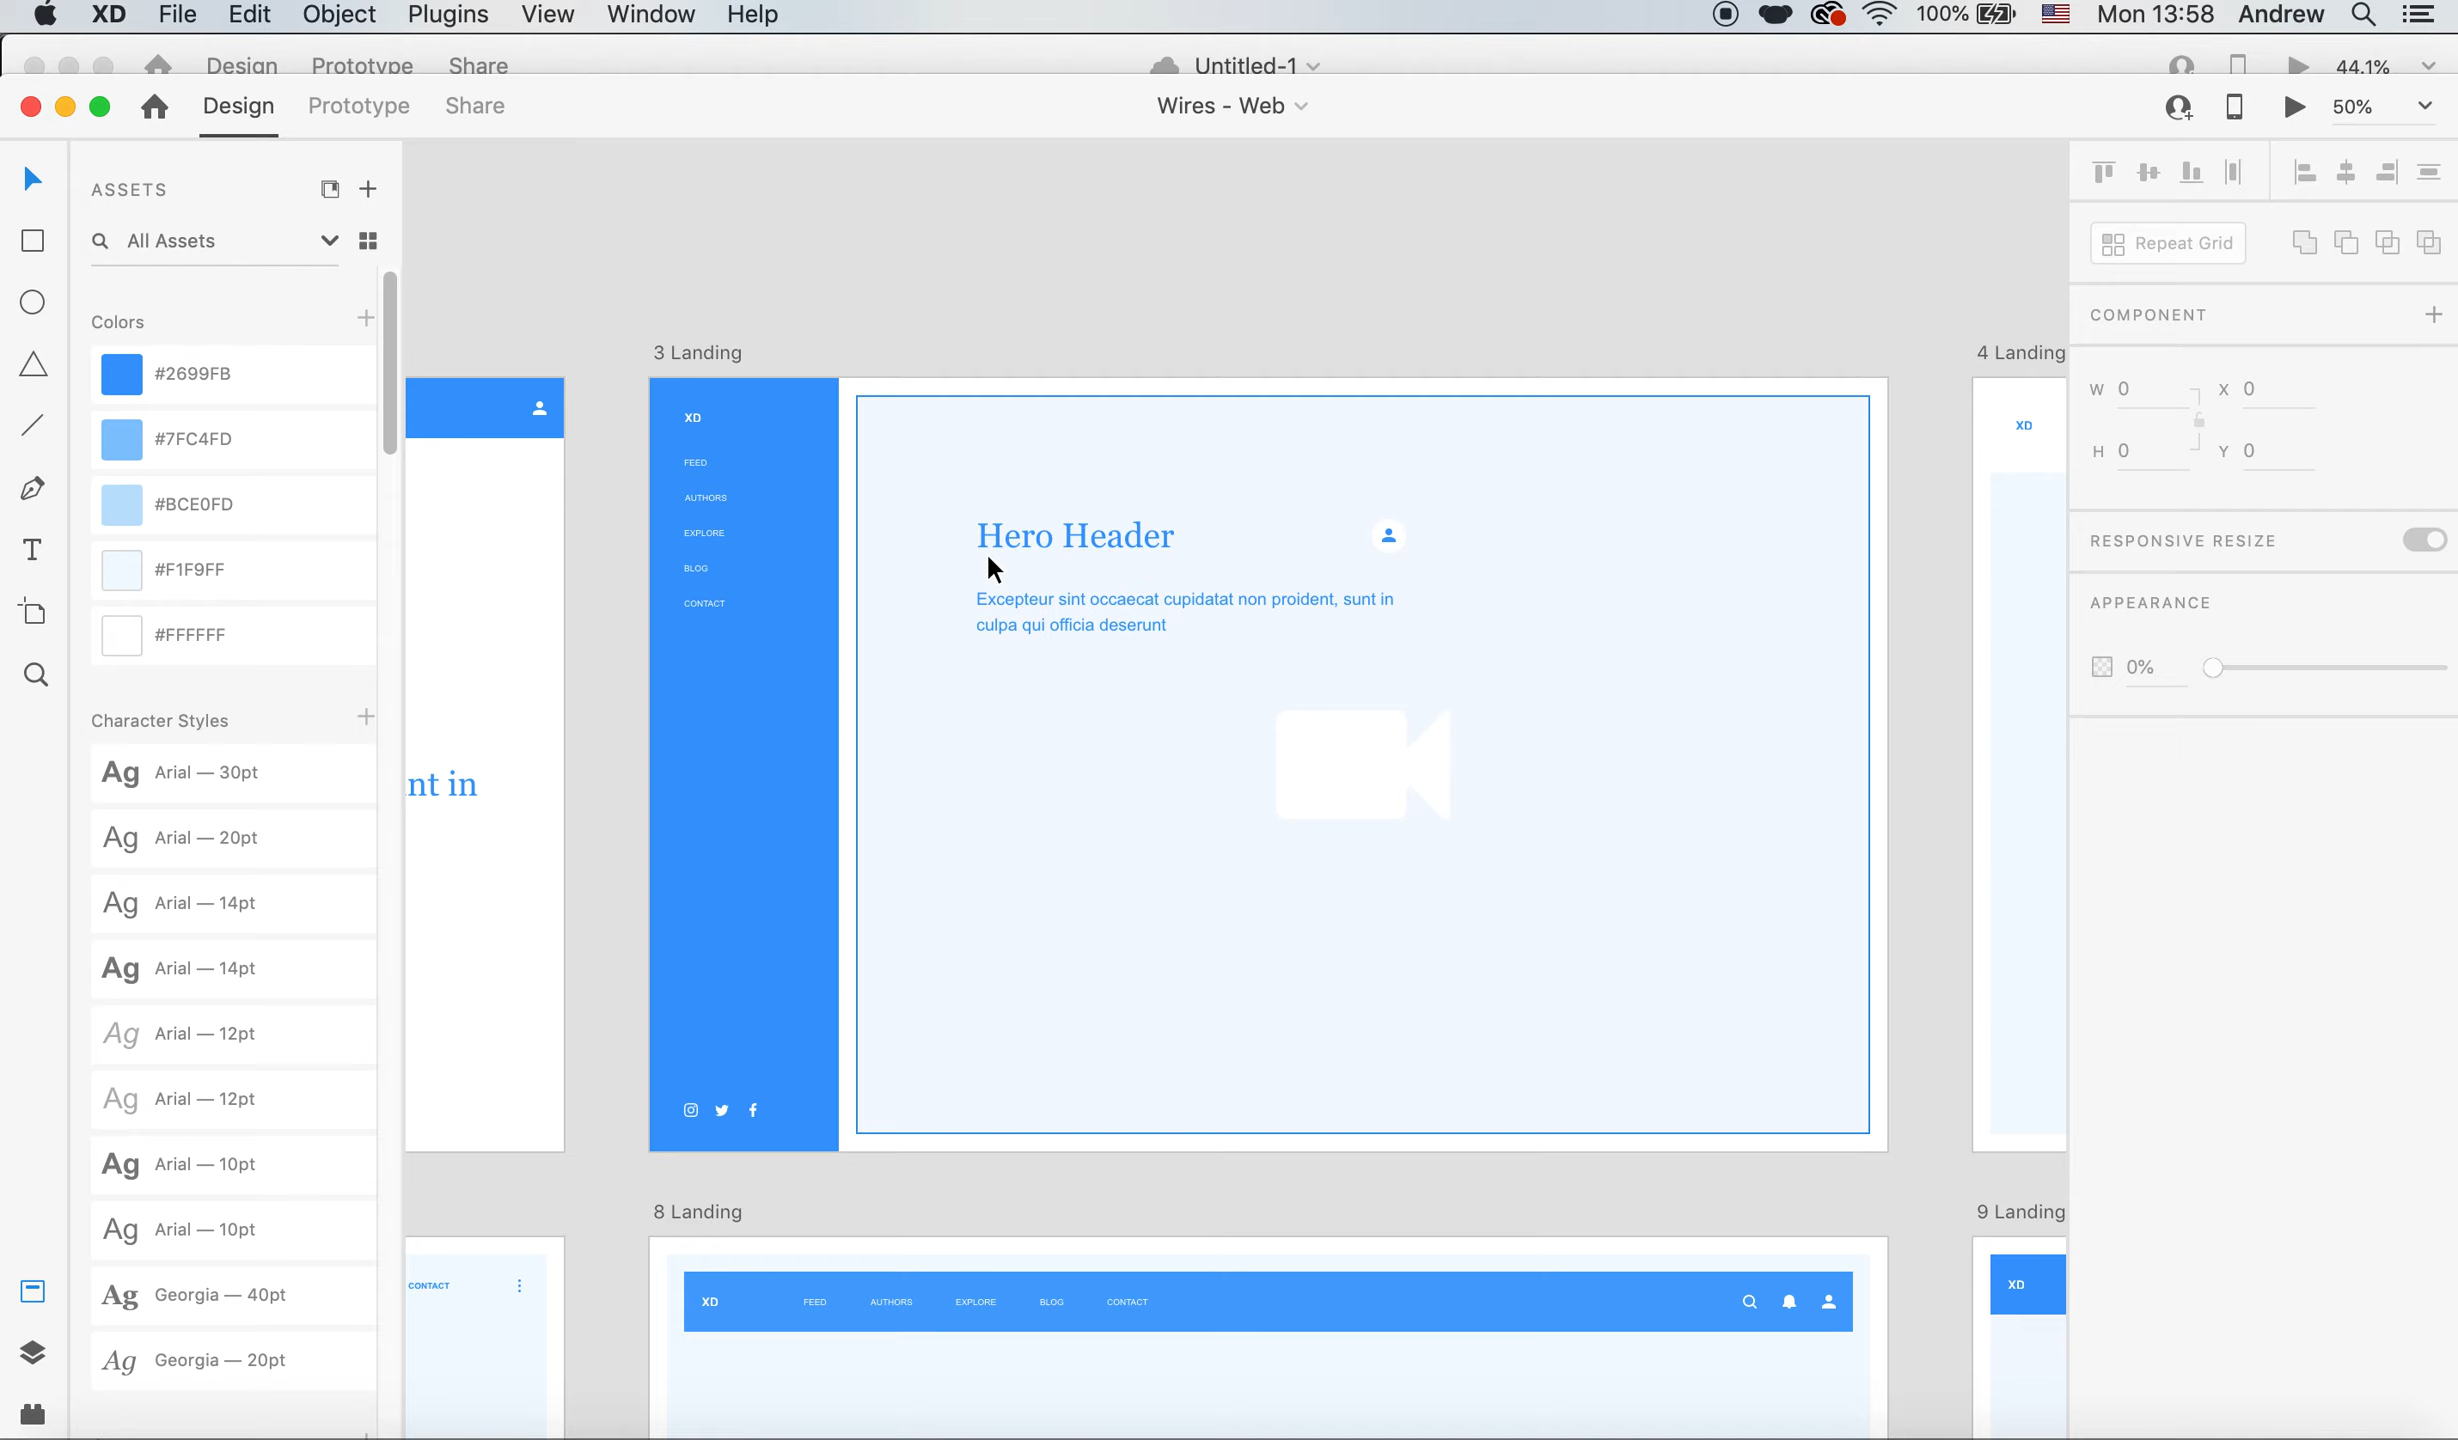 XD File Edit Object Plugins View Window Help 100% Mon 13:58 Andrew
Design Prototype Share Untitled-1 44.1%
Design Prototype Share Wires - Web 50%
ASSETS
All Assets
Colors
#2699FB
#7FC4FD
#BCE0FD
#F1F9FF
#FFFFFF
Character Styles
Ag Arial — 30pt
Ag Arial — 20pt
Ag Arial — 14pt
Ag Arial — 14pt
Ag Arial — 12pt
Ag Arial — 12pt
Ag Arial — 10pt
Ag Arial — 10pt
Ag Georgia — 40pt
Ag Georgia — 20pt
nt in
CONTACT
3 Landing
XD
FEED
AUTHORS
EXPLORE
BLOG
CONTACT
Hero Header
Excepteur sint occaecat cupidatat non proident, sunt in
culpa qui officia deserunt
4 Landing
XD
8 Landing
XD FEED AUTHORS EXPLORE BLOG CONTACT
9 Landing
XD
Repeat Grid
COMPONENT
W 0 X 0
H 0 Y 0
RESPONSIVE RESIZE
APPEARANCE
0%